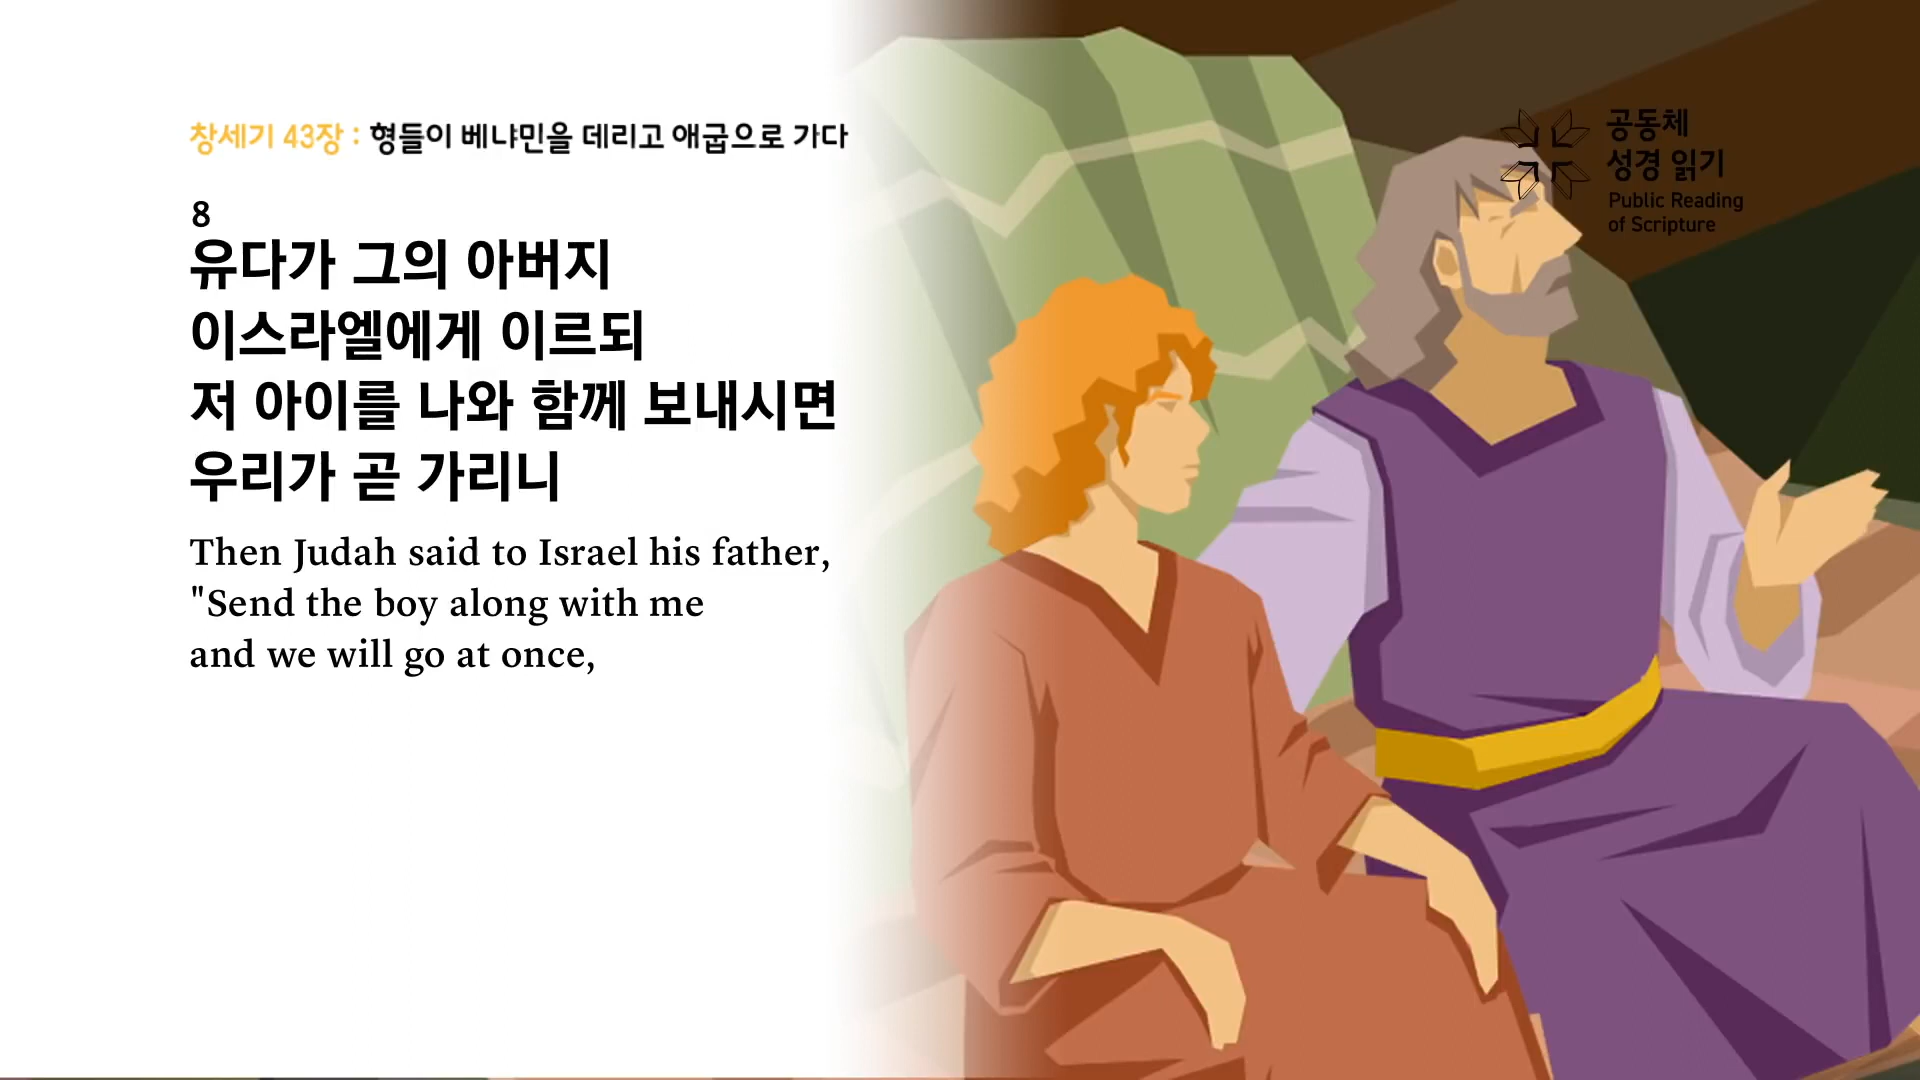 창세기 43장 : 형들이 베냐민을 데리고 애굽으로 가다
8
유다가 그의 아버지
이스라엘에게 이르되
저 아이를 나와 함께 보내시면
우리가 곧 가리니
Then Judah said to Israel his father,
"Send the boy along with me
and we will go at once,
공동체
성경 읽기
Public Reading
of Scripture